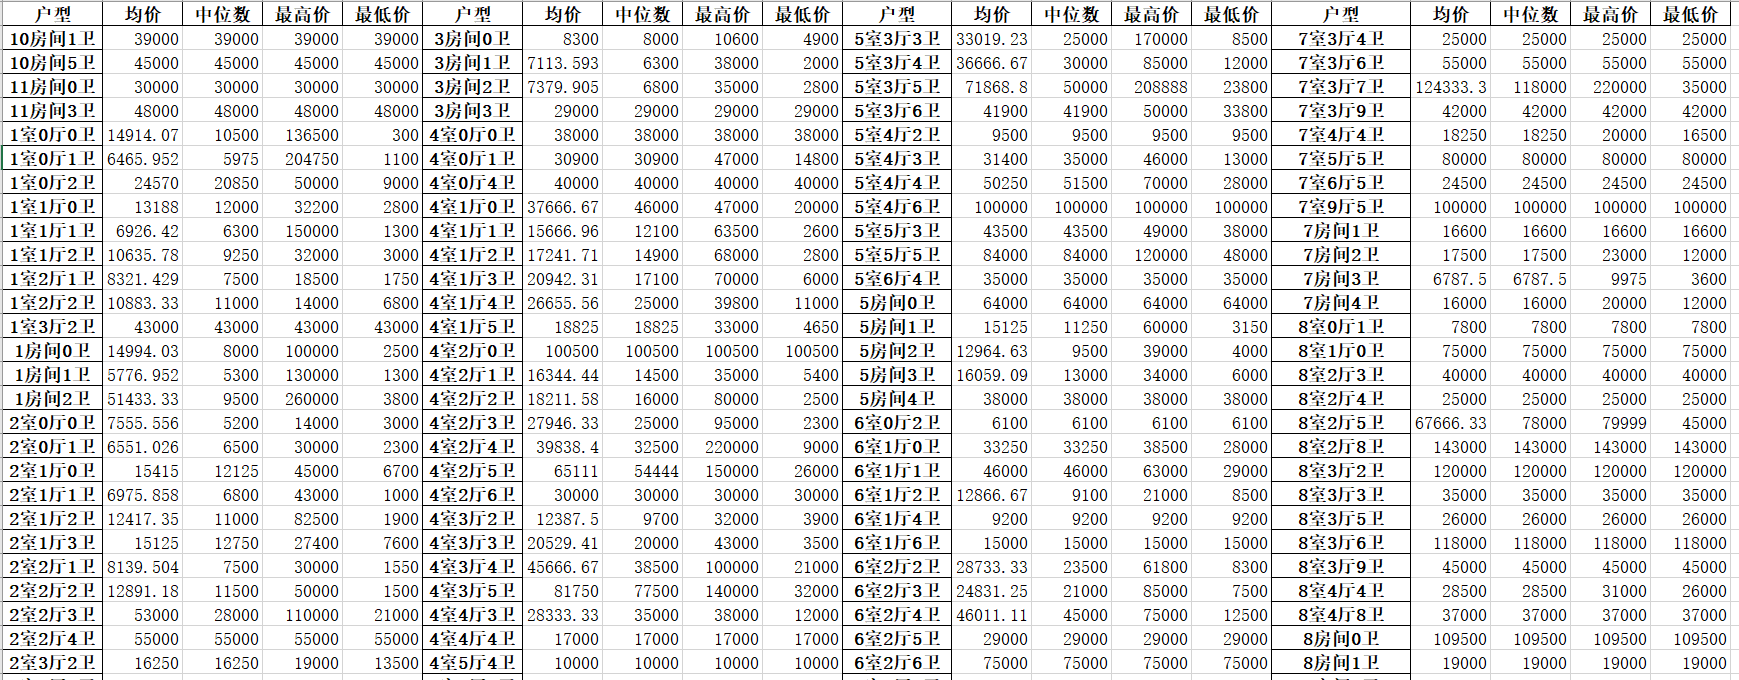 户型 均价 中位数 最高价 最低价 户型 均价 中位数 最高价 最低价 户型 均价 中位数 最高价 最低价 户型 均价 中位数 最高价 最低价
10房间1卫 39000 39000 39000 39000 3房间0卫 8300 8000 10600 4900 5室3厅3卫 33019.23 25000 170000 8500 7室3厅4卫 25000 25000 25000 25000
10房间5卫 45000 45000 45000 45000 3房间1卫 7113.593 6300 38000 2000 5室3厅4卫 36666.67 30000 85000 12000 7室3厅6卫 55000 55000 55000 55000
11房间0卫 30000 30000 30000 30000 3房间2卫 7379.905 6800 35000 2800 5室3厅5卫 71868.8 50000 208888 23800 7室3厅7卫 124333.3 118000 220000 35000
11房间3卫 48000 48000 48000 48000 3房间3卫 29000 29000 29000 29000 5室3厅6卫 41900 41900 50000 33800 7室3厅9卫 42000 42000 42000 42000
1室0厅0卫 14914.07 10500 136500 300 4室0厅0卫 38000 38000 38000 38000 5室4厅2卫 9500 9500 9500 9500 7室4厅4卫 18250 18250 20000 16500
1室0厅1卫 6465.952 5975 204750 1100 4室0厅1卫 30900 30900 47000 14800 5室4厅3卫 31400 35000 46000 13000 7室5厅5卫 80000 80000 80000 80000
1室0厅2卫 24570 20850 50000 9000 4室0厅4卫 40000 40000 40000 40000 5室4厅4卫 50250 51500 70000 28000 7室6厅5卫 24500 24500 24500 24500
1室1厅0卫 13188 12000 32200 2800 4室1厅0卫 37666.67 46000 47000 20000 5室4厅6卫 100000 100000 100000 100000 7室9厅5卫 100000 100000 100000 100000
1室1厅1卫 6926.42 6300 150000 1300 4室1厅1卫 15666.96 12100 63500 2600 5室5厅3卫 43500 43500 49000 38000 7房间1卫 16600 16600 16600 16600
1室1厅2卫 10635.78 9250 32000 3000 4室1厅2卫 17241.71 14900 68000 2800 5室5厅5卫 84000 84000 120000 48000 7房间2卫 17500 17500 23000 12000
1室2厅1卫 8321.429 7500 18500 1750 4室1厅3卫 20942.31 17100 70000 6000 5室6厅4卫 35000 35000 35000 35000 7房间3卫 6787.5 6787.5 9975 3600
1室2厅2卫 10883.33 11000 14000 6800 4室1厅4卫 26655.56 25000 39800 11000 5房间0卫 64000 64000 64000 64000 7房间4卫 16000 16000 20000 12000
1室3厅2卫 43000 43000 43000 43000 4室1厅5卫 18825 18825 33000 4650 5房间1卫 15125 11250 60000 3150 8室0厅1卫 7800 7800 7800 7800
1房间0卫 14994.03 8000 100000 2500 4室2厅0卫 100500 100500 100500 100500 5房间2卫 12964.63 9500 39000 4000 8室1厅0卫 75000 75000 75000 75000
1房间1卫 5776.952 5300 130000 1300 4室2厅1卫 16344.44 14500 35000 5400 5房间3卫 16059.09 13000 34000 6000 8室2厅3卫 40000 40000 40000 40000
1房间2卫 51433.33 9500 260000 3800 4室2厅2卫 18211.58 16000 80000 2500 5房间4卫 38000 38000 38000 38000 8室2厅4卫 25000 25000 25000 25000
2室0厅0卫 7555.556 5200 14000 3000 4室2厅3卫 27946.33 25000 95000 2300 6室0厅2卫 6100 6100 6100 6100 8室2厅5卫 67666.33 78000 79999 45000
2室0厅1卫 6551.026 6500 30000 2300 4室2厅4卫 39838.4 32500 220000 9000 6室1厅0卫 33250 33250 38500 28000 8室2厅8卫 143000 143000 143000 143000
2室1厅0卫 15415 12125 45000 6700 4室2厅5卫 65111 54444 150000 26000 6室1厅1卫 46000 46000 63000 29000 8室3厅2卫 120000 120000 120000 120000
2室1厅1卫 6975.858 6800 43000 1000 4室2厅6卫 30000 30000 30000 30000 6室1厅2卫 12866.67 9100 21000 8500 8室3厅3卫 35000 35000 35000 35000
2室1厅2卫 12417.35 11000 82500 1900 4室3厅2卫 12387.5 9700 32000 3900 6室1厅4卫 9200 9200 9200 9200 8室3厅5卫 26000 26000 26000 26000
2室1厅3卫 15125 12750 27400 7600 4室3厅3卫 20529.41 20000 43000 3500 6室1厅6卫 15000 15000 15000 15000 8室3厅6卫 118000 118000 118000 118000
2室2厅1卫 8139.504 7500 30000 1550 4室3厅4卫 45666.67 38500 100000 21000 6室2厅2卫 28733.33 23500 61800 8300 8室3厅9卫 45000 45000 45000 45000
2室2厅2卫 12891.18 11500 50000 1500 4室3厅5卫 81750 77500 140000 32000 6室2厅3卫 24831.25 21000 85000 7500 8室4厅4卫 28500 28500 31000 26000
2室2厅3卫 53000 28000 110000 21000 4室4厅3卫 28333.33 35000 38000 12000 6室2厅4卫 46011.11 45000 75000 12500 8室4厅8卫 37000 37000 37000 37000
2室2厅4卫 55000 55000 55000 55000 4室4厅4卫 17000 17000 17000 17000 6室2厅5卫 29000 29000 29000 29000 8房间0卫 109500 109500 109500 109500
2室3厅2卫 16250 16250 19000 13500 4室5厅4卫 10000 10000 10000 10000 6室2厅6卫 75000 75000 75000 75000 8房间1卫 19000 19000 19000 19000